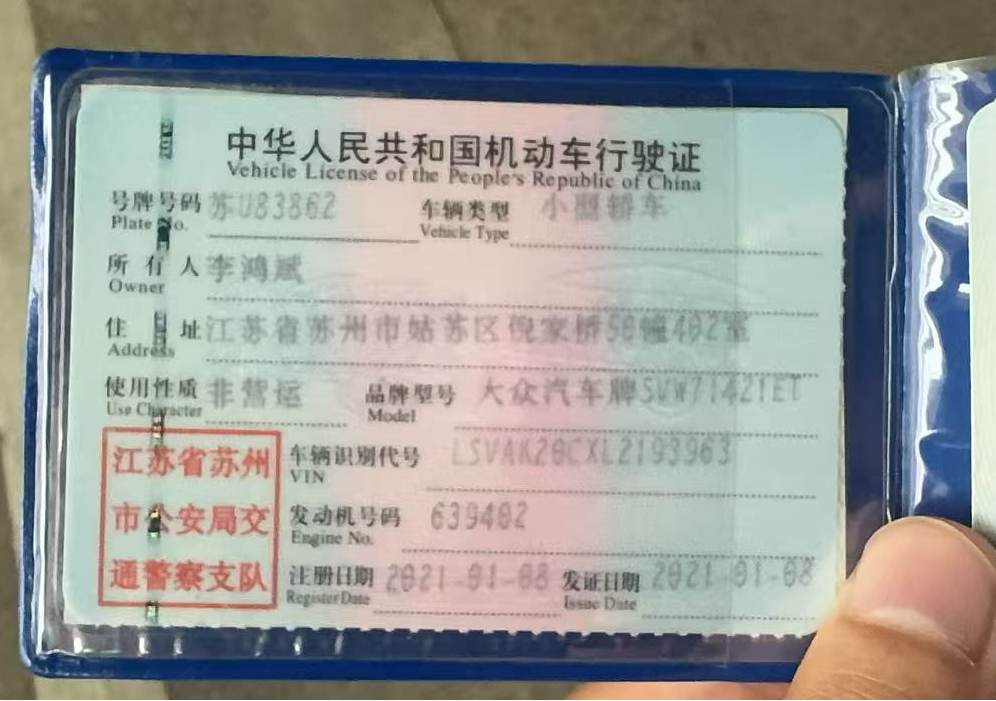 中华人民共和国机动车行驶证
Vehicle License of the People's Republic of China
号牌号码 苏U83862 车辆类型 小型轿车
Plate No. Vehicle Type
所有人 李鸿斌
Owner
住址 江苏省苏州市姑苏区倪家桥50幢402室
Address
使用性质 非营运 品牌型号 大众汽车牌SVW71421ET
Use Character Model
江苏省苏州 车辆识别代号 LSVAK20CXL2193963
VIN
市公安局交 发动机号码 639402
Engine No.
通警察支队 注册日期 2021-01-08 发证日期 2021-01-08
Register Date Issue Date